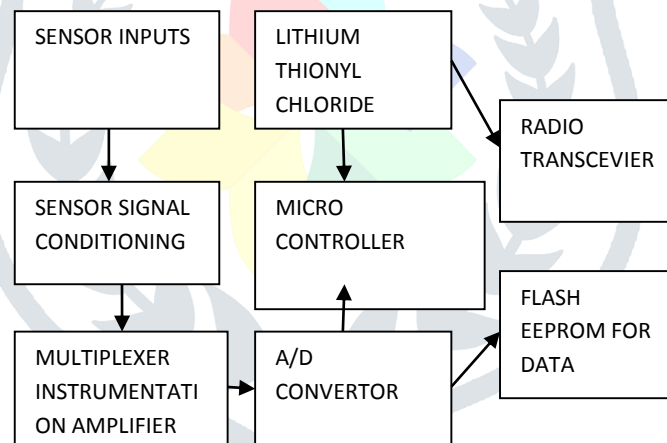 SENSOR INPUTS
LITHIUM
THIONYL
CHLORIDE
RADIO
TRANSCEVIER
SENSOR SIGNAL
CONDITIONING
MICRO
CONTROLLER
FLASH
EEPROM FOR
DATA
MULTIPLEXER
INSTRUMENTATI
ON AMPLIFIER
A/D
CONVERTOR